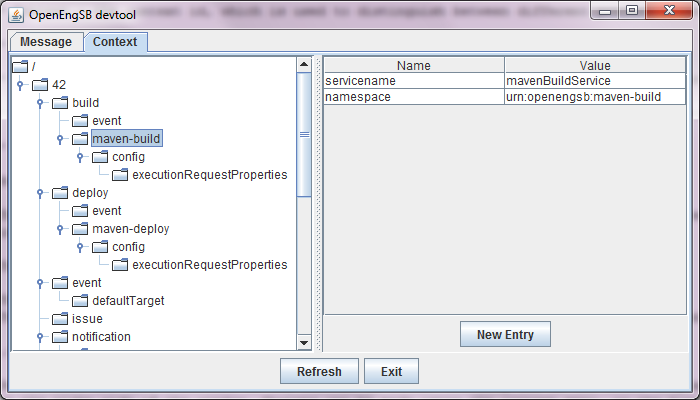 OpenEngSB devtool
Message Context
/
42
build
event
maven-build
config
executionRequestProperties
deploy
event
maven-deploy
config
executionRequestProperties
event
defaultTarget
issue
notification
Name Value
servicename mavenBuildService
namespace urn:openengsb:maven-build
New Entry
Refresh Exit